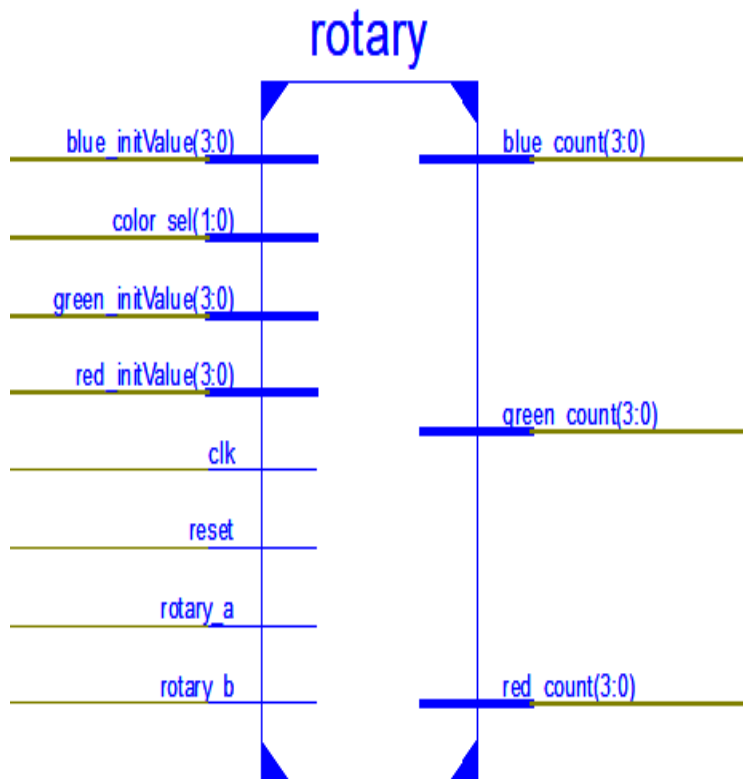 rotary
blue_initValue(3:0)
blue_count(3:0)
color_sel(1:0)
green_initValue(3:0)
red_initValue(3:0)
green_count(3:0)
clk
reset
rotary_a
rotary_b
red_count(3:0)